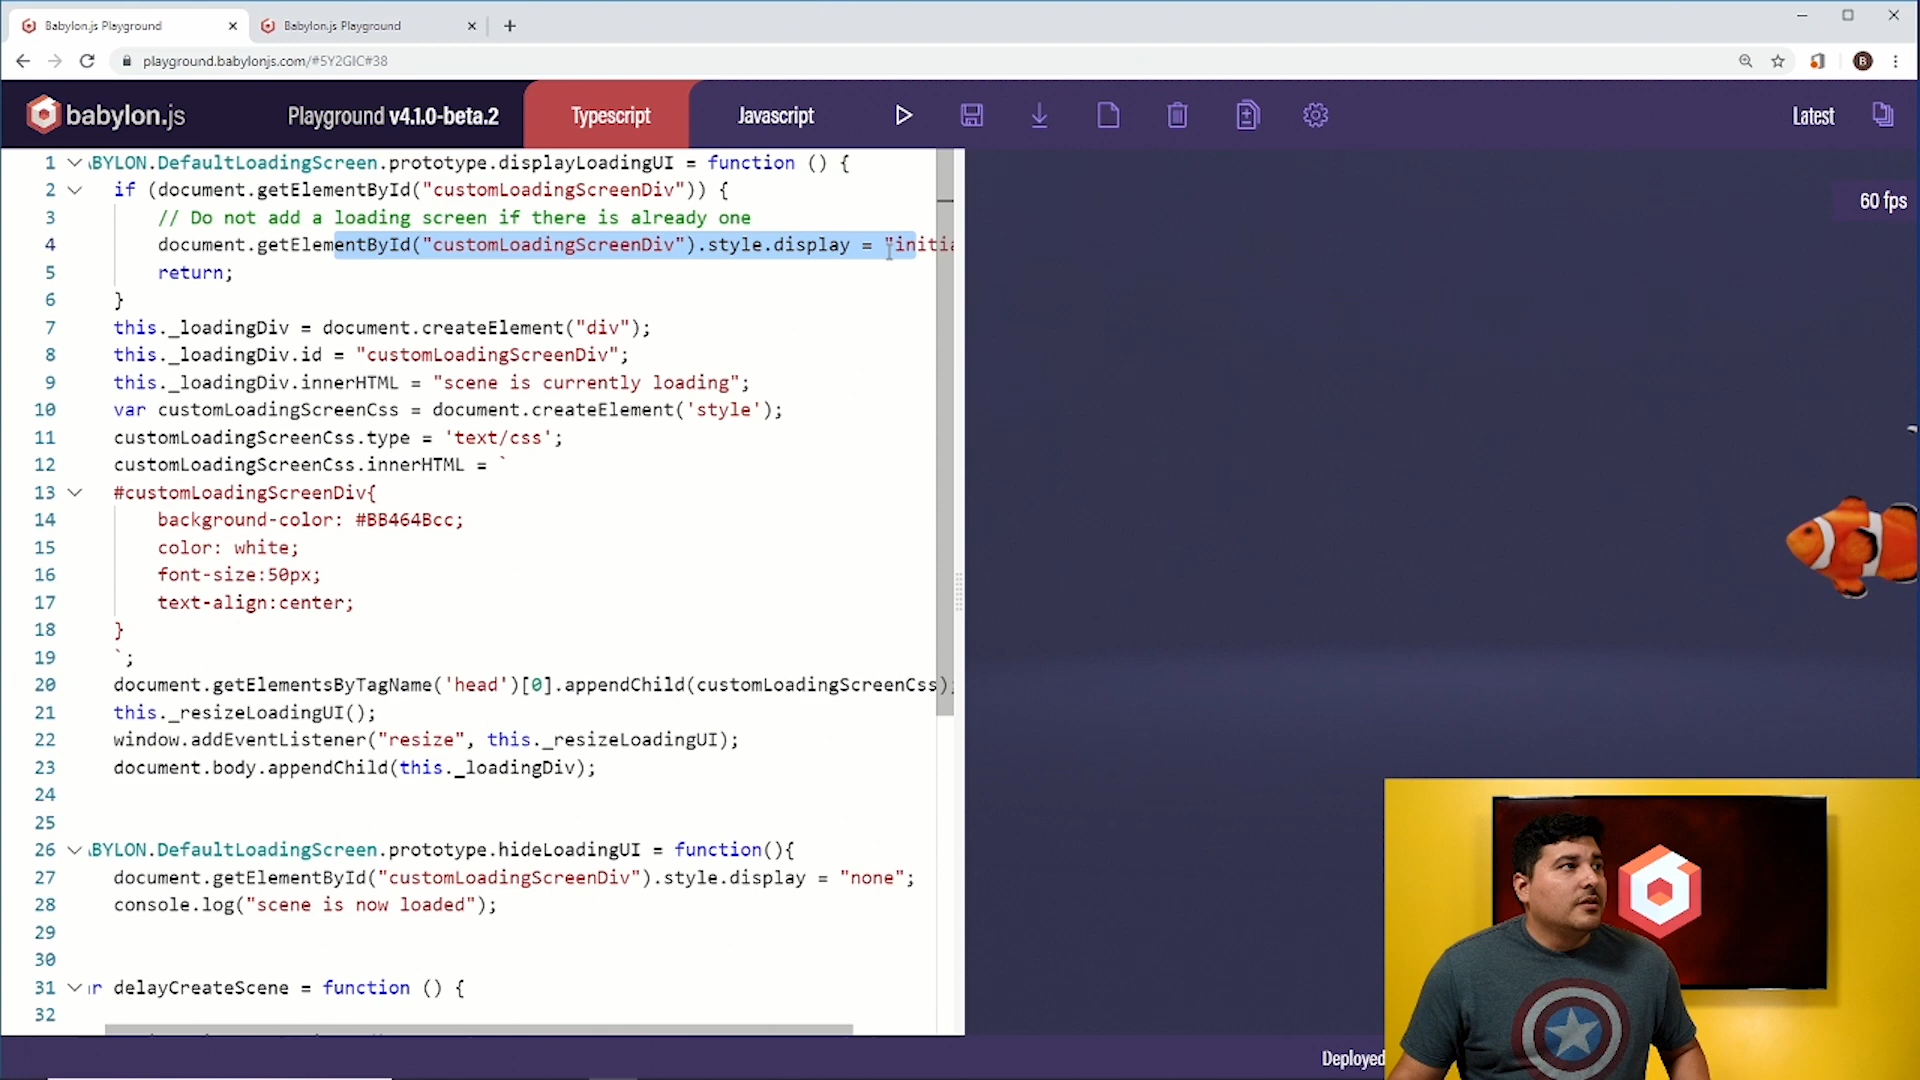 Babylon.js Playground
Babylon.js Playground
playground.babylonjs.com/#5Y2GIC#38
B
babylon.js
Playground v4.1.0-beta.2
Typescript
Javascript
Latest
60 fps
1 BYLON.DefaultLoadingScreen.prototype.displayLoadingUI = function () {
2 if (document.getElementById("customLoadingScreenDiv")) {
3 // Do not add a loading screen if there is already one
4 document.getElementById("customLoadingScreenDiv").style.display = "initia
5 return;
6 }
7 this._loadingDiv = document.createElement("div");
8 this._loadingDiv.id = "customLoadingScreenDiv";
9 this._loadingDiv.innerHTML = "scene is currently loading";
10 var customLoadingScreenCss = document.createElement('style');
11 customLoadingScreenCss.type = 'text/css';
12 customLoadingScreenCss.innerHTML = `
13 #customLoadingScreenDiv{
14 background-color: #BB464Bcc;
15 color: white;
16 font-size:50px;
17 text-align:center;
18 }
19 `;
20 document.getElementsByTagName('head')[0].appendChild(customLoadingScreenCss);
21 this._resizeLoadingUI();
22 window.addEventListener("resize", this._resizeLoadingUI);
23 document.body.appendChild(this._loadingDiv);
24
25
26 BYLON.DefaultLoadingScreen.prototype.hideLoadingUI = function(){
27 document.getElementById("customLoadingScreenDiv").style.display = "none";
28 console.log("scene is now loaded");
29
30
31 r delayCreateScene = function () {
32
Deployed